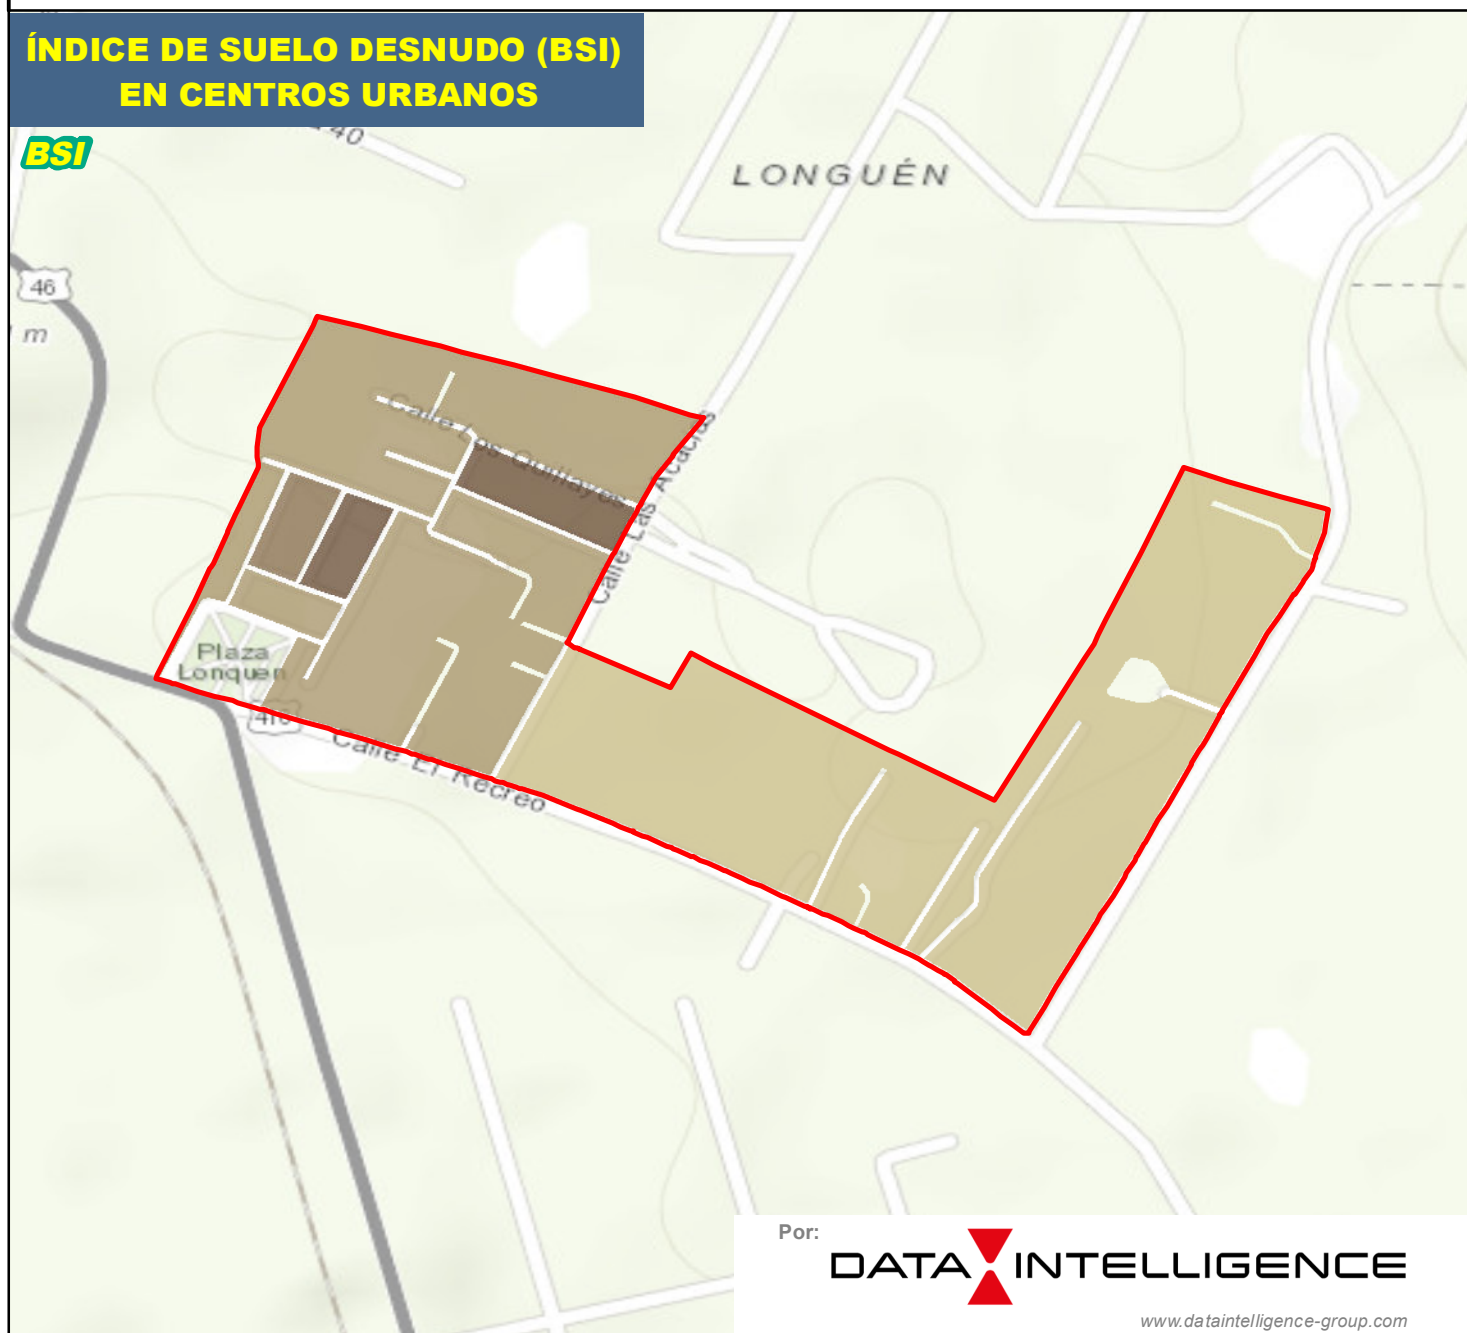 ÍNDICE DE SUELO DESNUDO (BSI)
EN CENTROS URBANOS
40
BSI
LONGUÉN
46
m
Calle Los Quillayes
Calle Las Acacias
Plaza
Lonquen
Calle El Recreo
Por:
DATA INTELLIGENCE
www.dataintelligence-group.com